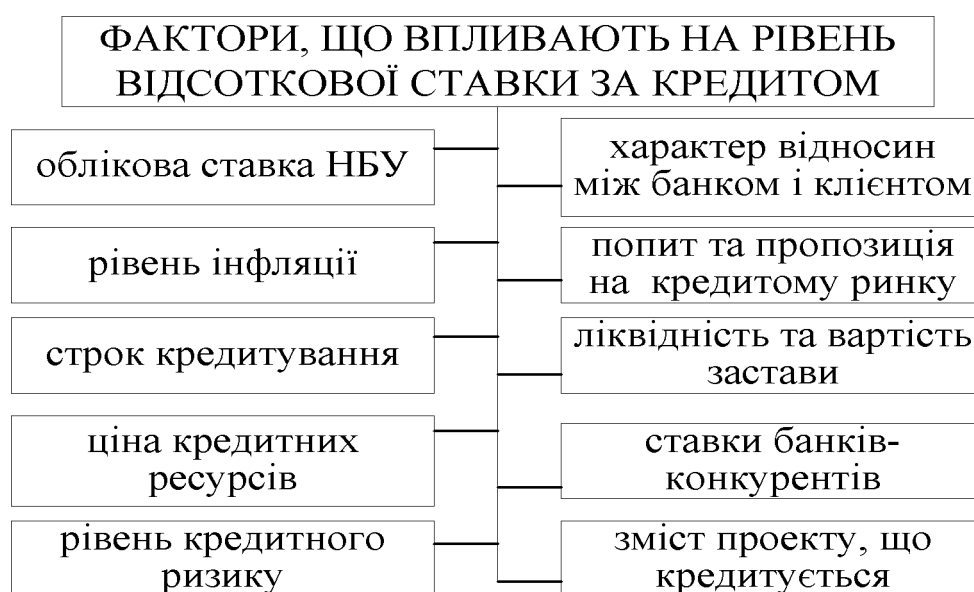 ФАКТОРИ, ЩО ВПЛИВАЮТЬ НА РІВЕНЬ
ВІДСОТКОВОЇ СТАВКИ ЗА КРЕДИТОМ
облікова ставка НБУ
рівень інфляції
строк кредитування
ціна кредитних
ресурсів
рівень кредитного
ризику
характер відносин
між банком і клієнтом
попит та пропозиція
на кредитому ринку
ліквідність та вартість
застави
ставки банків-
конкурентів
зміст проекту, що
кредитується